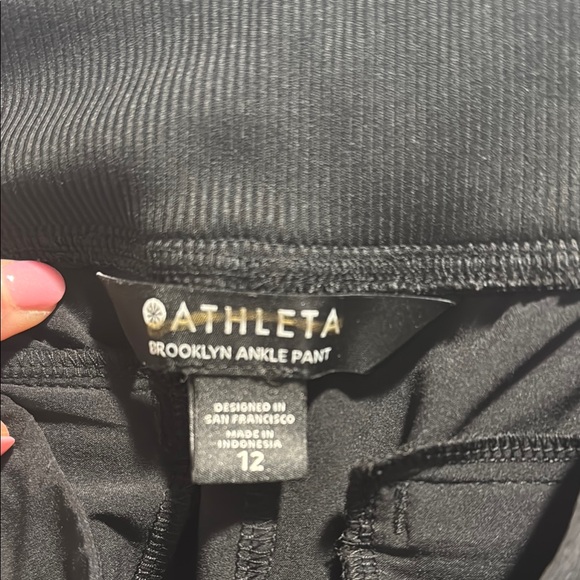 ATHLETA
BROOKLYN ANKLE PANT
DESIGNED IN
SAN FRANCISCO
MADE IN
INDONESIA
12